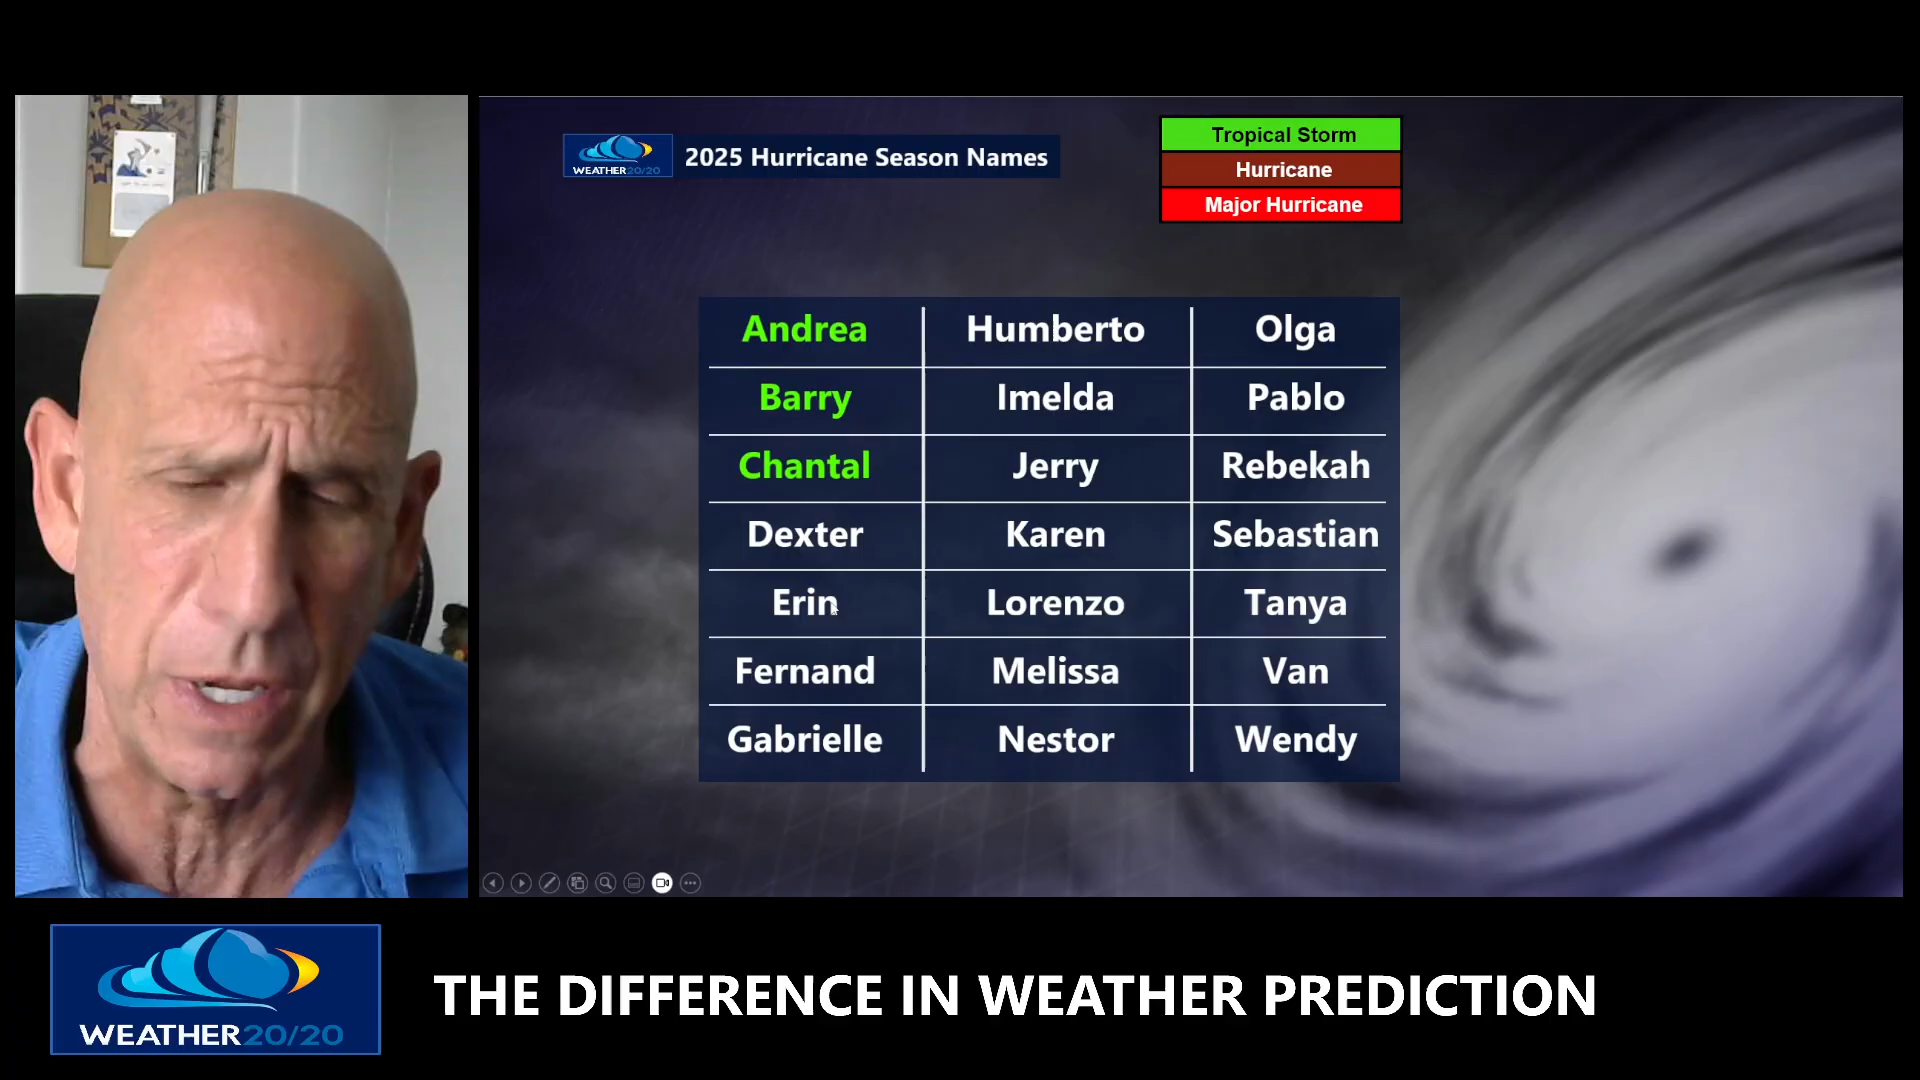 WEATHER20/20
2025 Hurricane Season Names
Tropical Storm
Hurricane
Major Hurricane
Andrea Humberto Olga
Barry Imelda Pablo
Chantal Jerry Rebekah
Dexter Karen Sebastian
Erin Lorenzo Tanya
Fernand Melissa Van
Gabrielle Nestor Wendy
WEATHER20/20
THE DIFFERENCE IN WEATHER PREDICTION